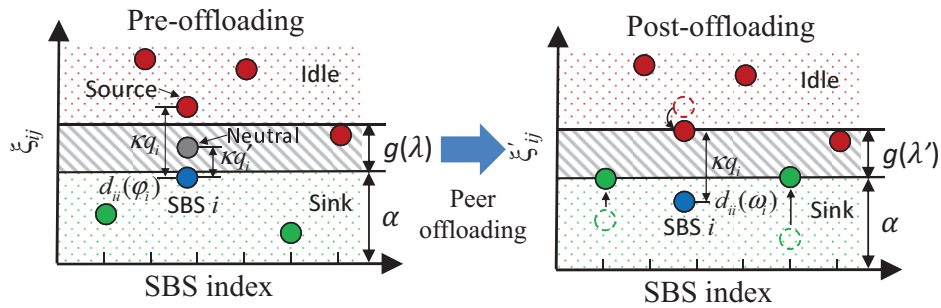 Pre-offloading
ξij
Idle
Source
κqi
Neutral
κqi′
g(λ)
dii(φi)
SBS i
Sink
α
SBS index
Peer
offloading
Post-offloading
ξ′ij
Idle
κqi
g(λ′)
dii(ωi)
SBS i
Sink
α
SBS index